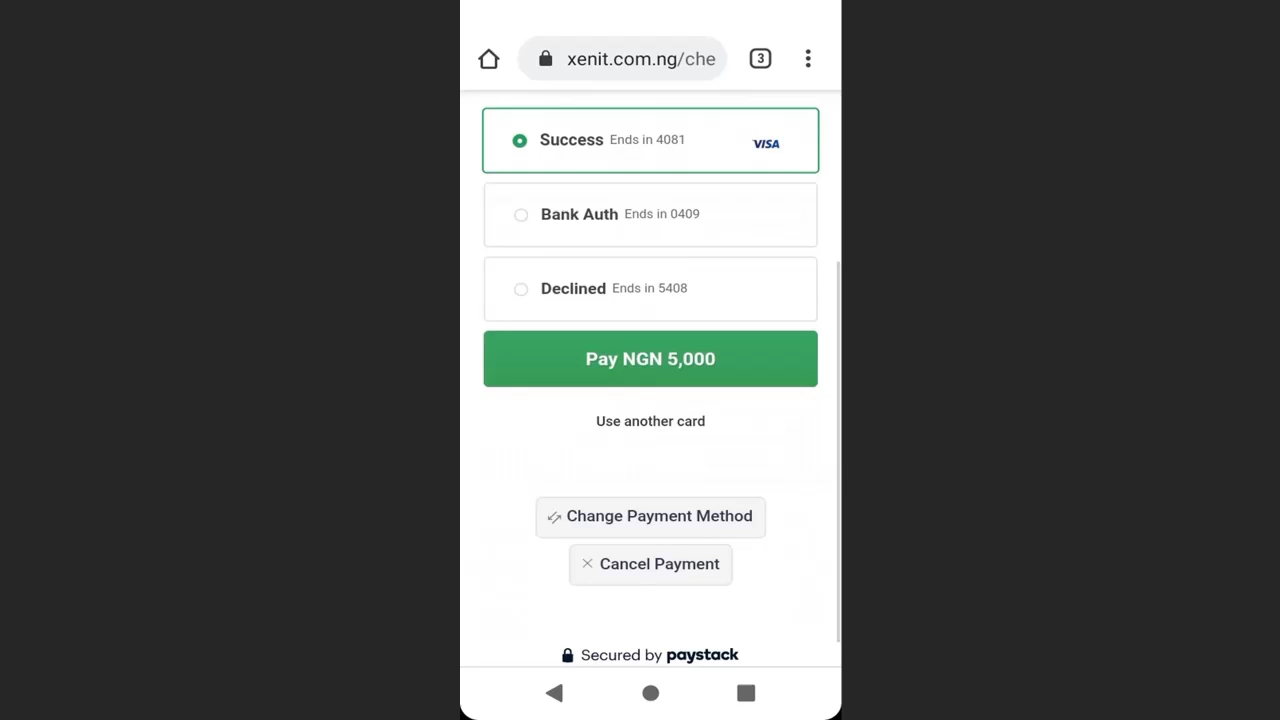 xenit.com.ng/che
3
Success Ends in 4081 VISA
Bank Auth Ends in 0409
Declined Ends in 5408
Pay NGN 5,000
Use another card
Change Payment Method
Cancel Payment
Secured by paystack